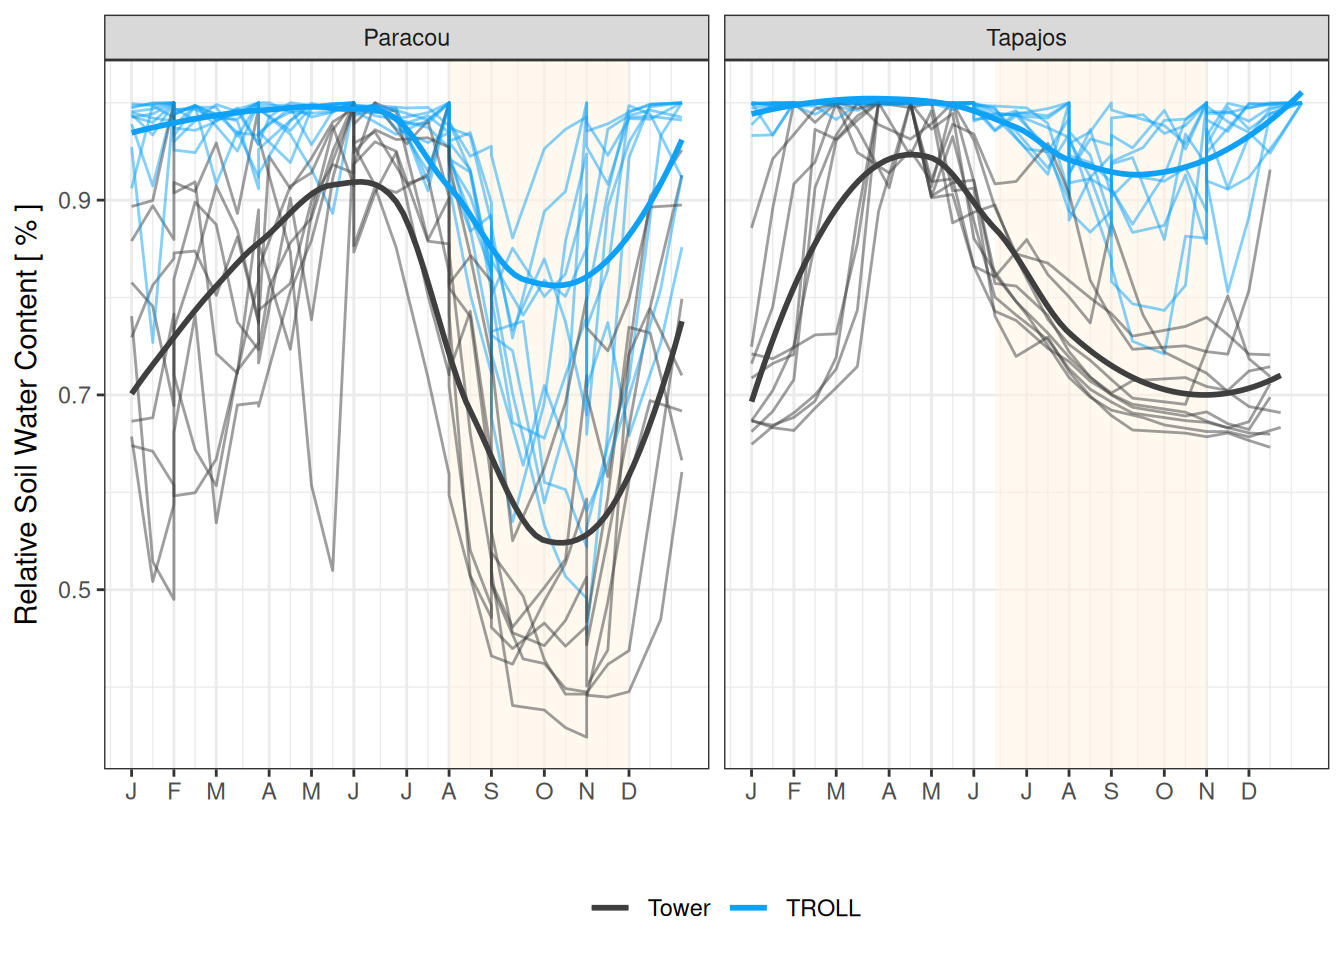 Paracou Tapajos
Relative Soil Water Content [ % ]
0.9
0.7
0.5
J F M A M J J A S O N D J F M A M J J A S O N D
Tower TROLL